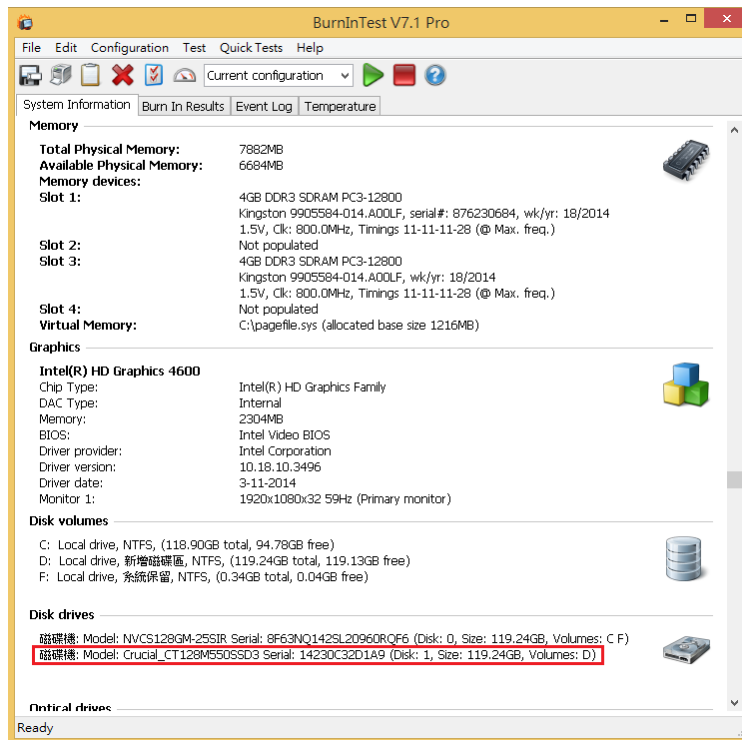 BurnInTest V7.1 Pro
File Edit Configuration Test Quick Tests Help
Current configuration
System Information Burn In Results Event Log Temperature
Memory
Total Physical Memory: 7882MB
Available Physical Memory: 6684MB
Memory devices:
Slot 1: 4GB DDR3 SDRAM PC3-12800
Kingston 9905584-014.A00LF, serial#: 876230684, wk/yr: 18/2014
1.5V, Clk: 800.0MHz, Timings 11-11-11-28 (@ Max. freq.)
Slot 2: Not populated
Slot 3: 4GB DDR3 SDRAM PC3-12800
Kingston 9905584-014.A00LF, wk/yr: 18/2014
1.5V, Clk: 800.0MHz, Timings 11-11-11-28 (@ Max. freq.)
Slot 4: Not populated
Virtual Memory: C:\pagefile.sys (allocated base size 1216MB)
Graphics
Intel(R) HD Graphics 4600
Chip Type: Intel(R) HD Graphics Family
DAC Type: Internal
Memory: 2304MB
BIOS: Intel Video BIOS
Driver provider: Intel Corporation
Driver version: 10.18.10.3496
Driver date: 3-11-2014
Monitor 1: 1920x1080x32 59Hz (Primary monitor)
Disk volumes
C: Local drive, NTFS, (118.90GB total, 94.78GB free)
D: Local drive, 新增磁碟區, NTFS, (119.24GB total, 119.13GB free)
F: Local drive, 系統保留, NTFS, (0.34GB total, 0.04GB free)
Disk drives
磁碟機: Model: NVCS128GM-25SIR Serial: 8F63NQ142SL20960RQF6 (Disk: 0, Size: 119.24GB, Volumes: C F)
磁碟機: Model: Crucial_CT128M550SSD3 Serial: 14230C32D1A9 (Disk: 1, Size: 119.24GB, Volumes: D)
Optical drives
Ready